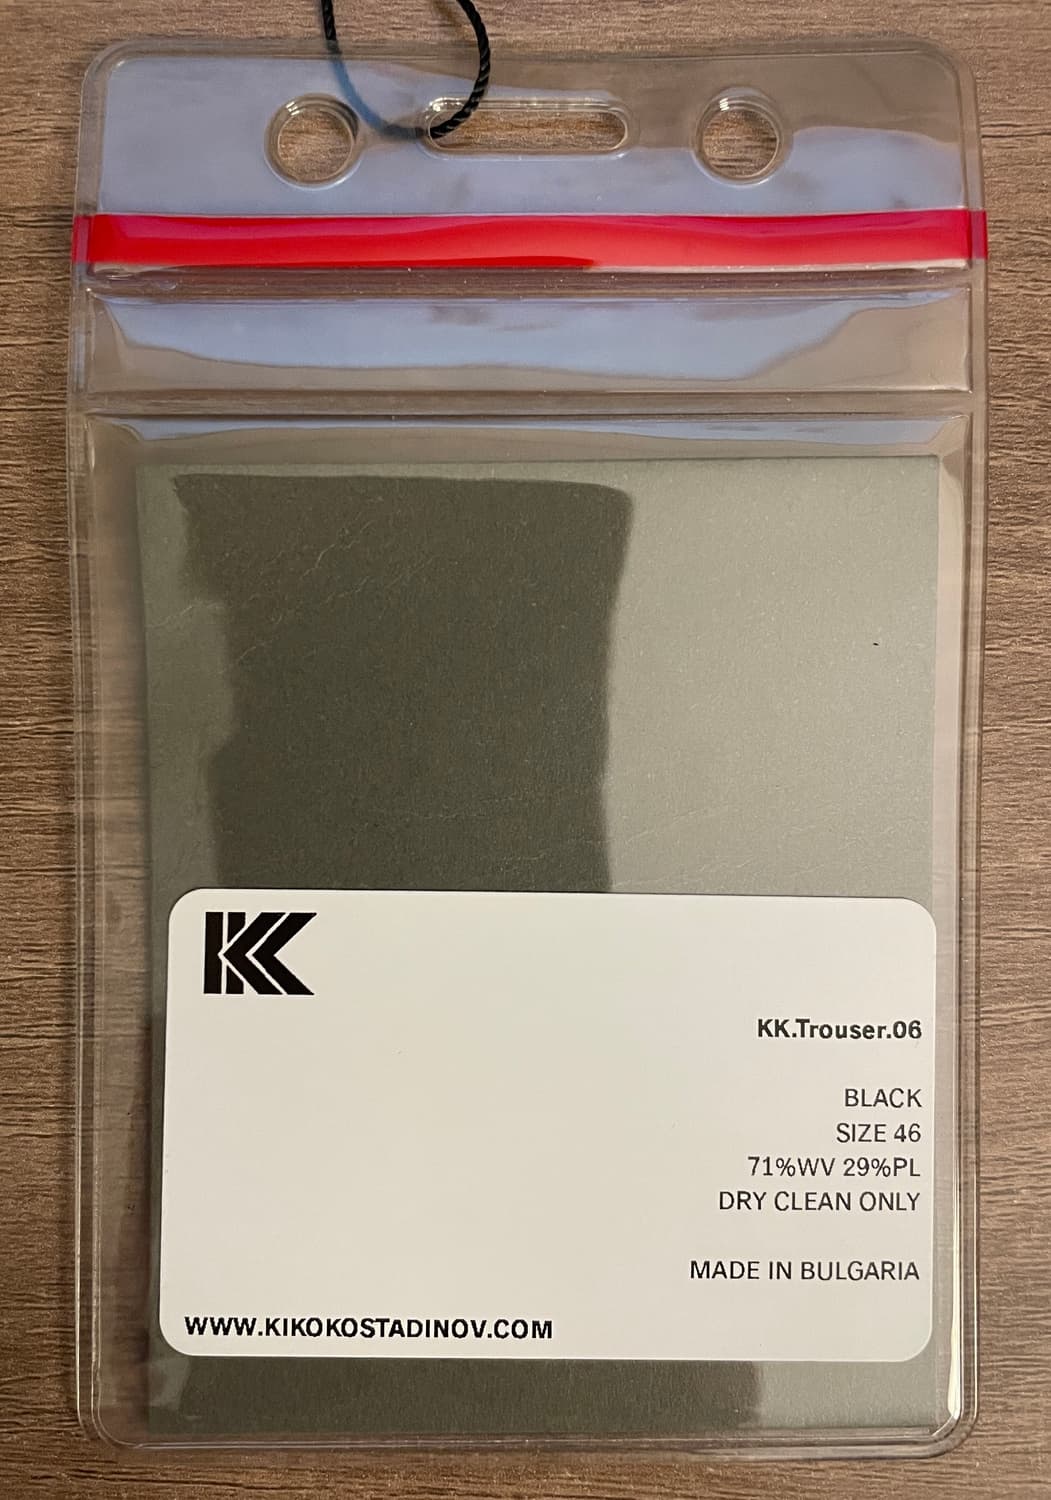 KK
KK.Trouser.06
BLACK
SIZE 46
71%WV 29%PL
DRY CLEAN ONLY
MADE IN BULGARIA
WWW.KIKOKOSTADINOV.COM